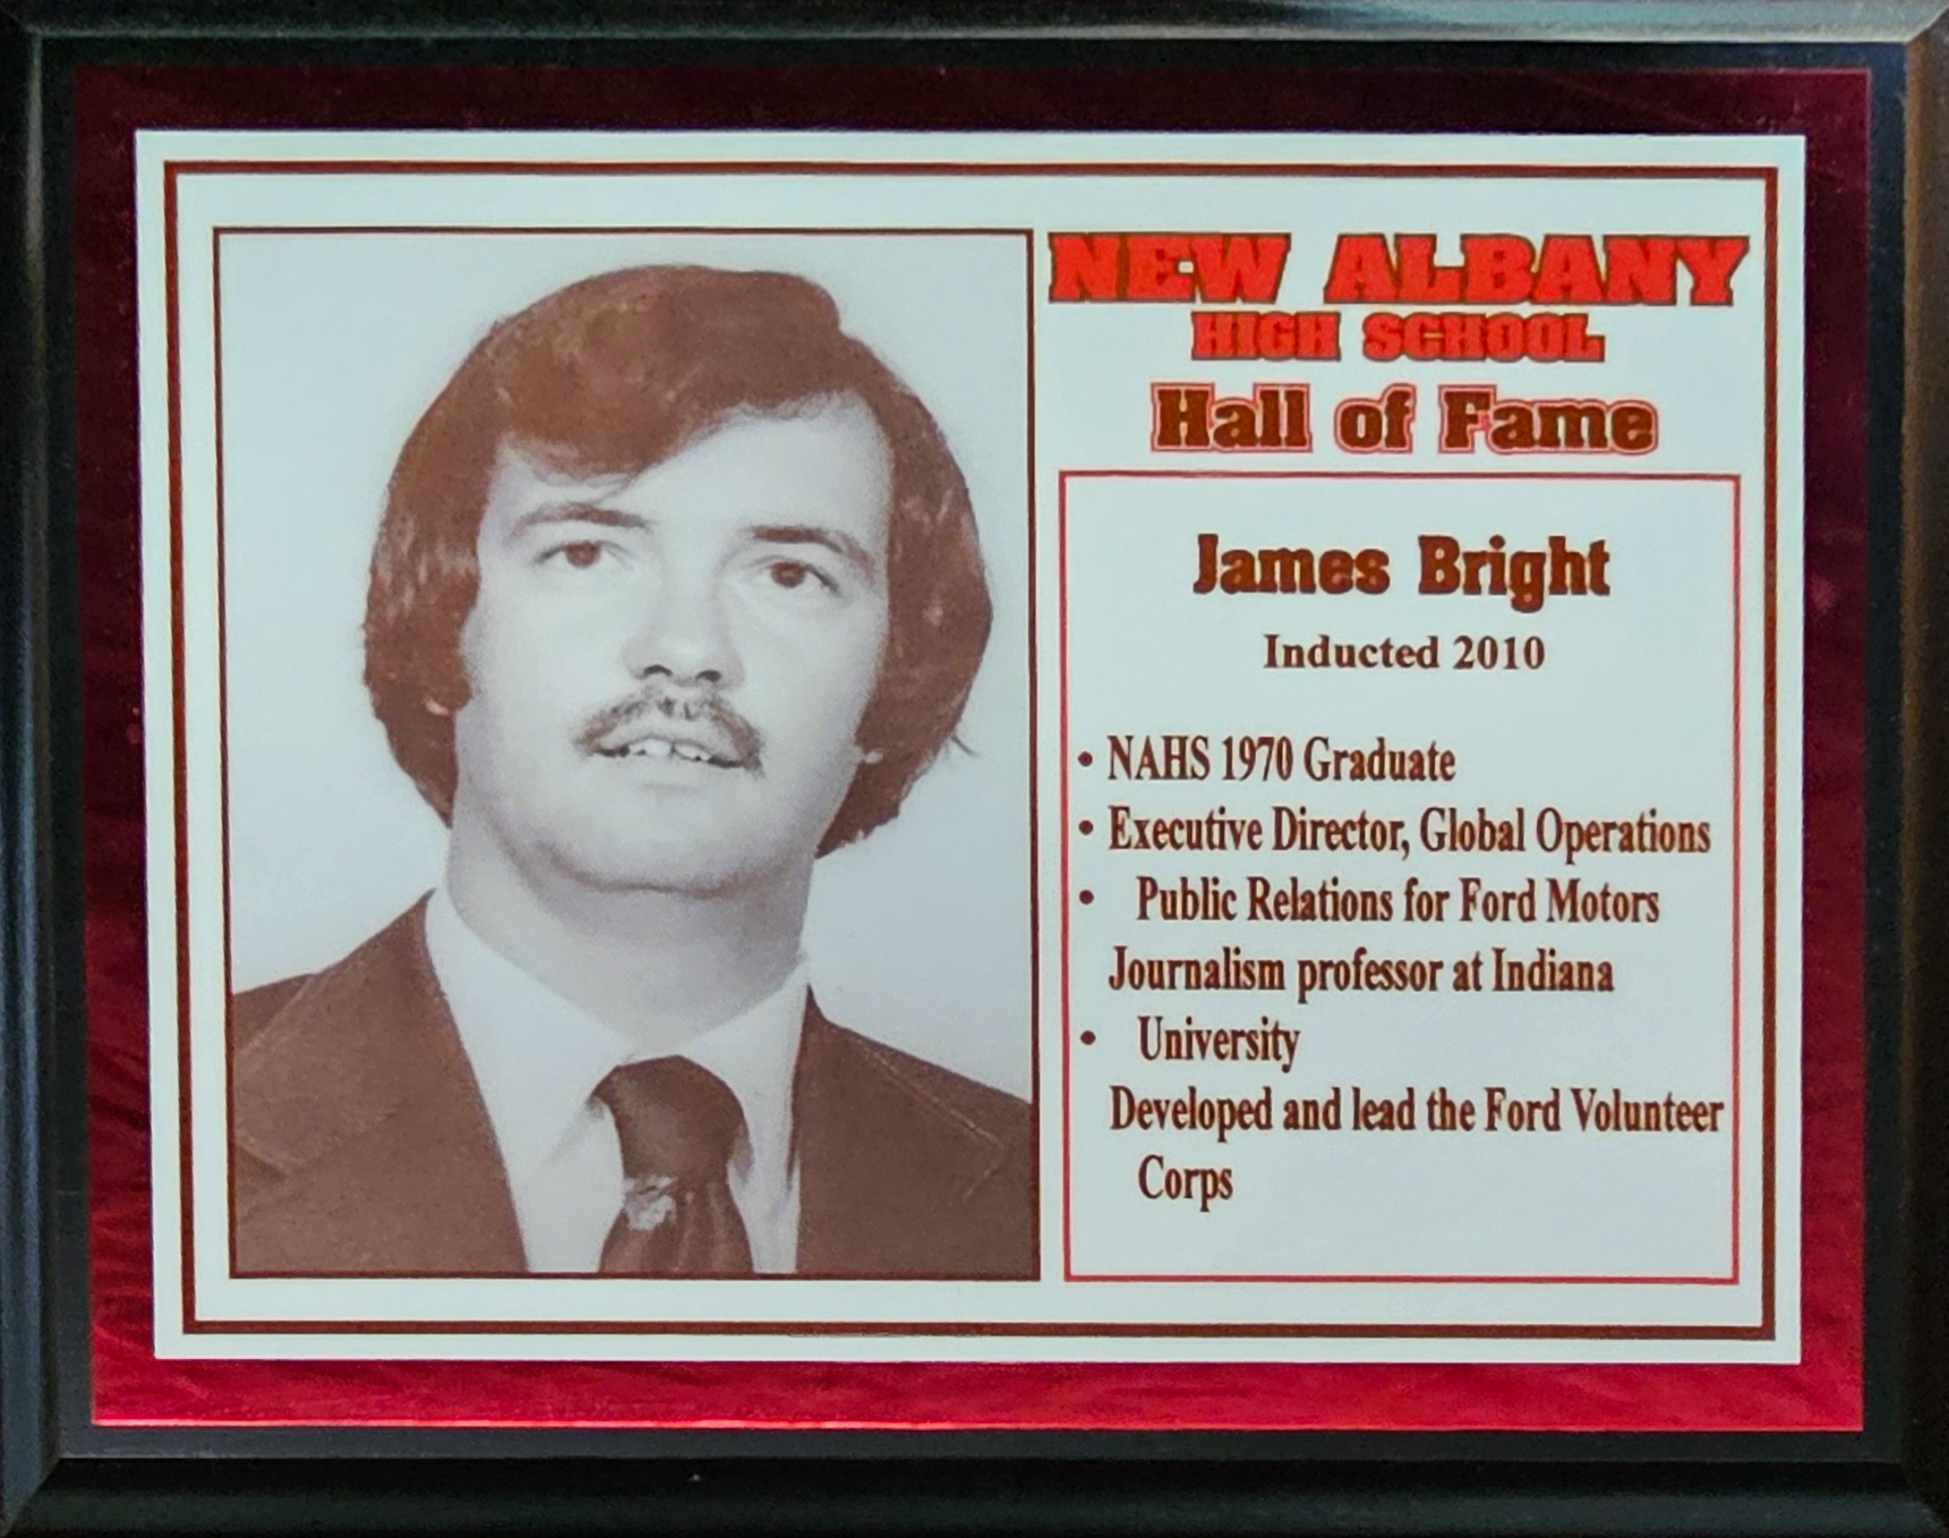 NEW ALBANY
HIGH SCHOOL
Hall of Fame
James Bright
Inducted 2010
• NAHS 1970 Graduate
• Executive Director, Global Operations
• Public Relations for Ford Motors
Journalism professor at Indiana
• University
Developed and lead the Ford Volunteer
Corps